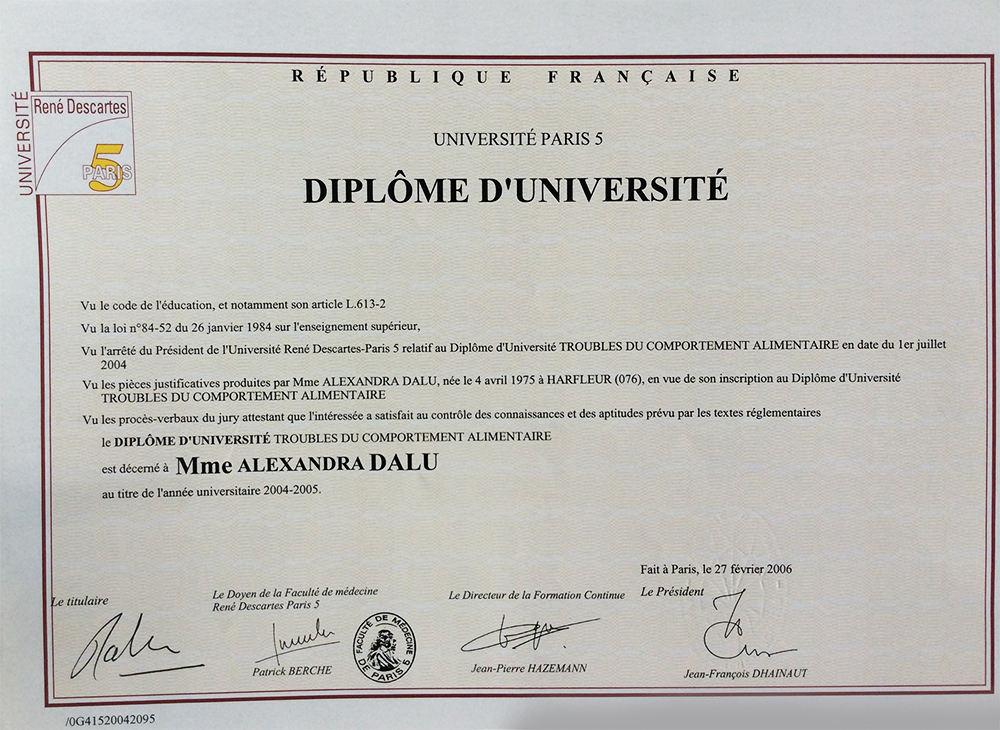 RÉPUBLIQUE FRANÇAISE
UNIVERSITÉ
René Descartes
PARIS 5
UNIVERSITÉ PARIS 5
DIPLÔME D'UNIVERSITÉ
Vu le code de l'éducation, et notamment son article L.613-2
Vu la loi n°84-52 du 26 janvier 1984 sur l'enseignement supérieur,
Vu l'arrêté du Président de l'Université René Descartes-Paris 5 relatif au Diplôme d'Université TROUBLES DU COMPORTEMENT ALIMENTAIRE en date du 1er juillet
2004
Vu les pièces justificatives produites par Mme ALEXANDRA DALU, née le 4 avril 1975 à HARFLEUR (076), en vue de son inscription au Diplôme d'Université
TROUBLES DU COMPORTEMENT ALIMENTAIRE
Vu les procès-verbaux du jury attestant que l'intéressée a satisfait au contrôle des connaissances et des aptitudes prévu par les textes réglementaires
le DIPLÔME D'UNIVERSITÉ TROUBLES DU COMPORTEMENT ALIMENTAIRE
est décerné à Mme ALEXANDRA DALU
au titre de l'année universitaire 2004-2005.
Fait à Paris, le 27 février 2006
Le titulaire
Le Doyen de la Faculté de médecine
René Descartes Paris 5
Le Directeur de la Formation Continue
Le Président
FACULTÉ DE MÉDECINE
DE PARIS 5
Patrick BERCHE
Jean-Pierre HAZEMANN
Jean-François DHAINAUT
/0G41520042095